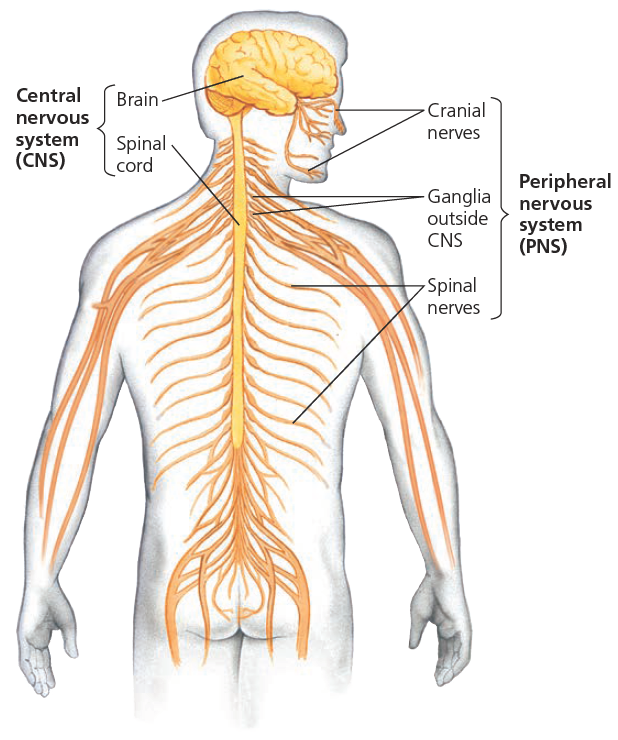 Central
nervous
system
(CNS)
Brain
Spinal
cord
Cranial
nerves
Ganglia
outside
CNS
Spinal
nerves
Peripheral
nervous
system
(PNS)